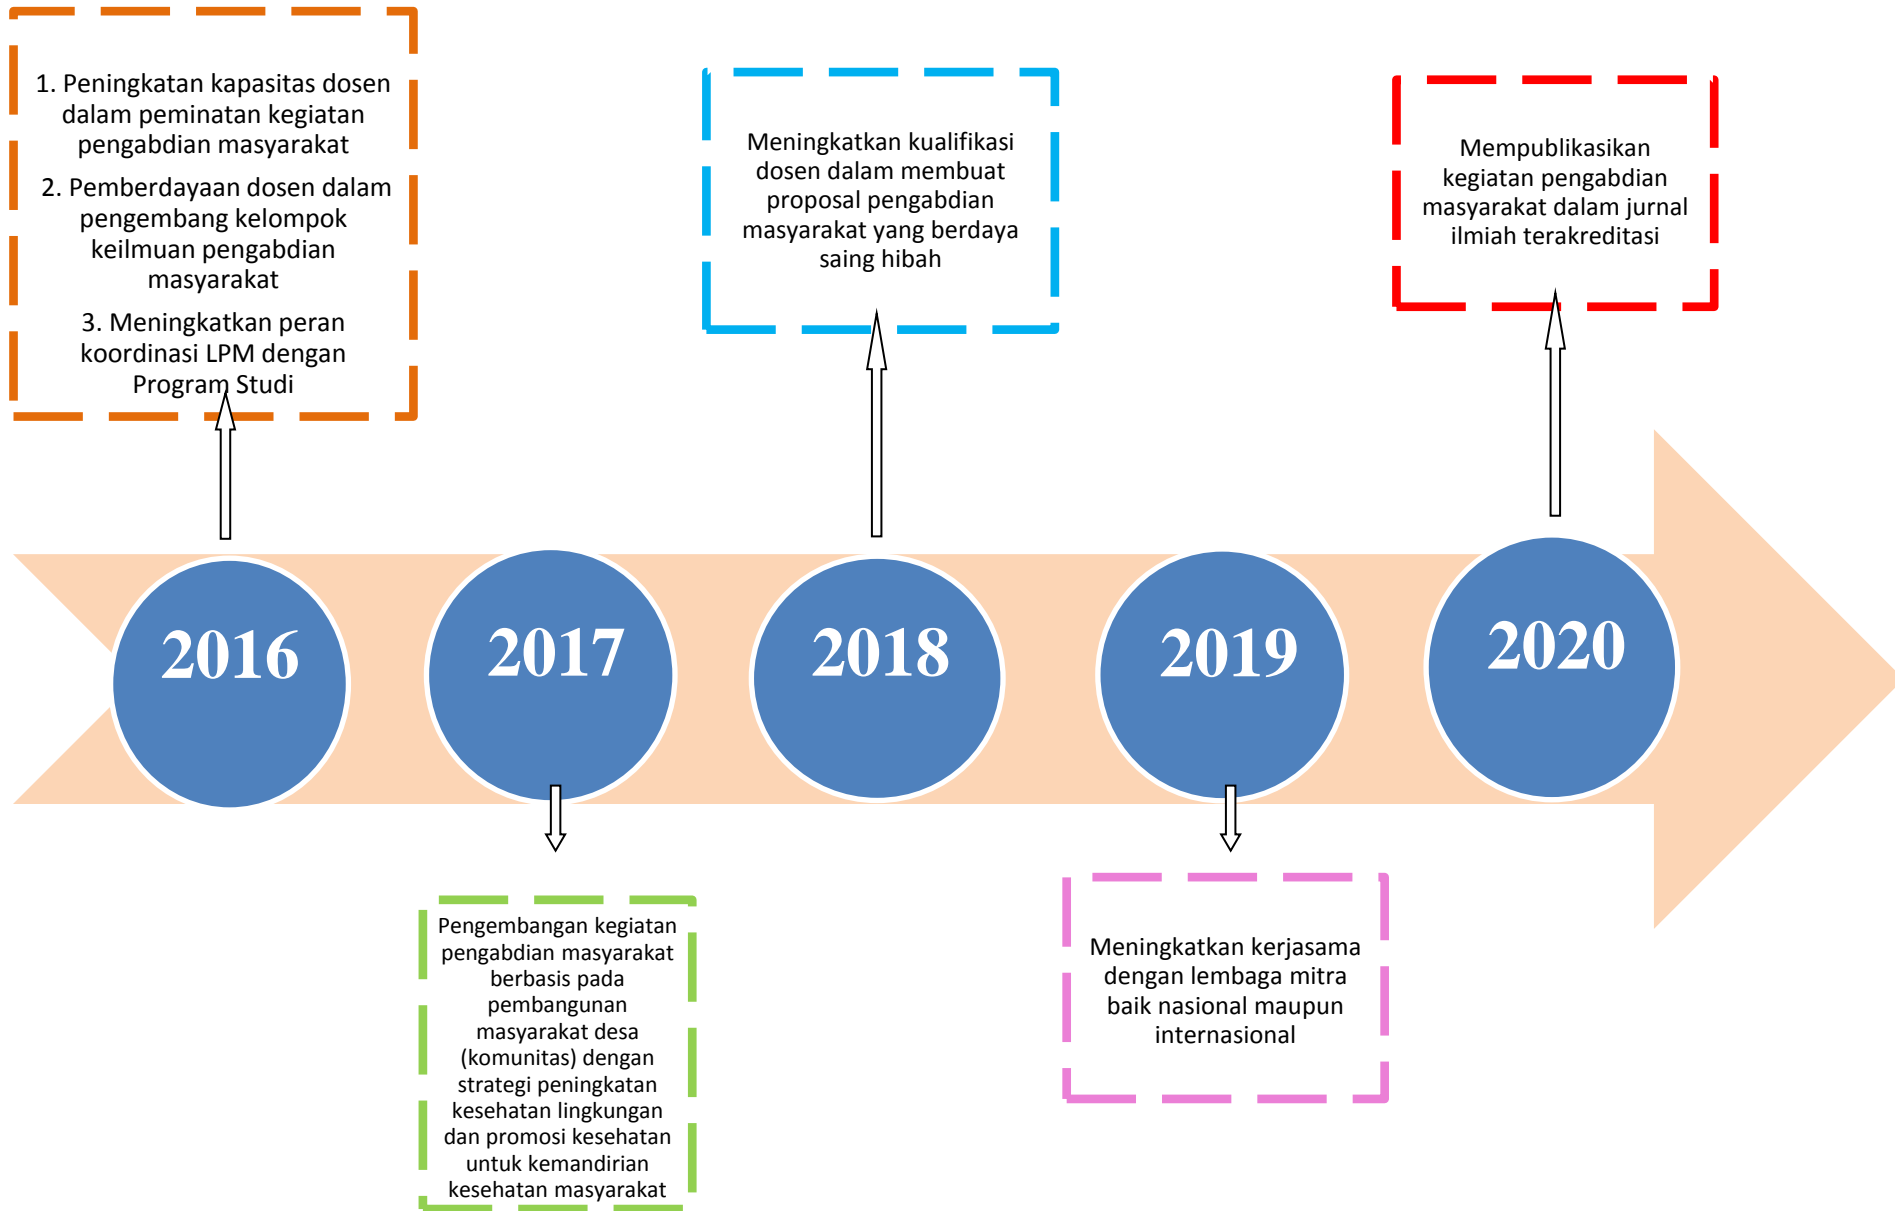 1. Peningkatan kapasitas dosen
dalam peminatan kegiatan
pengabdian masyarakat
2. Pemberdayaan dosen dalam
pengembang kelompok
keilmuan pengabdian
masyarakat
3. Meningkatkan peran
koordinasi LPM dengan
Program Studi
Meningkatkan kualifikasi
dosen dalam membuat
proposal pengabdian
masyarakat yang berdaya
saing hibah
Mempublikasikan
kegiatan pengabdian
masyarakat dalam jurnal
ilmiah terakreditasi
2016
2017
2018
2019
2020
Pengembangan kegiatan
pengabdian masyarakat
berbasis pada
pembangunan
masyarakat desa
(komunitas) dengan
strategi peningkatan
kesehatan lingkungan
dan promosi kesehatan
untuk kemandirian
kesehatan masyarakat
Meningkatkan kerjasama
dengan lembaga mitra
baik nasional maupun
internasional